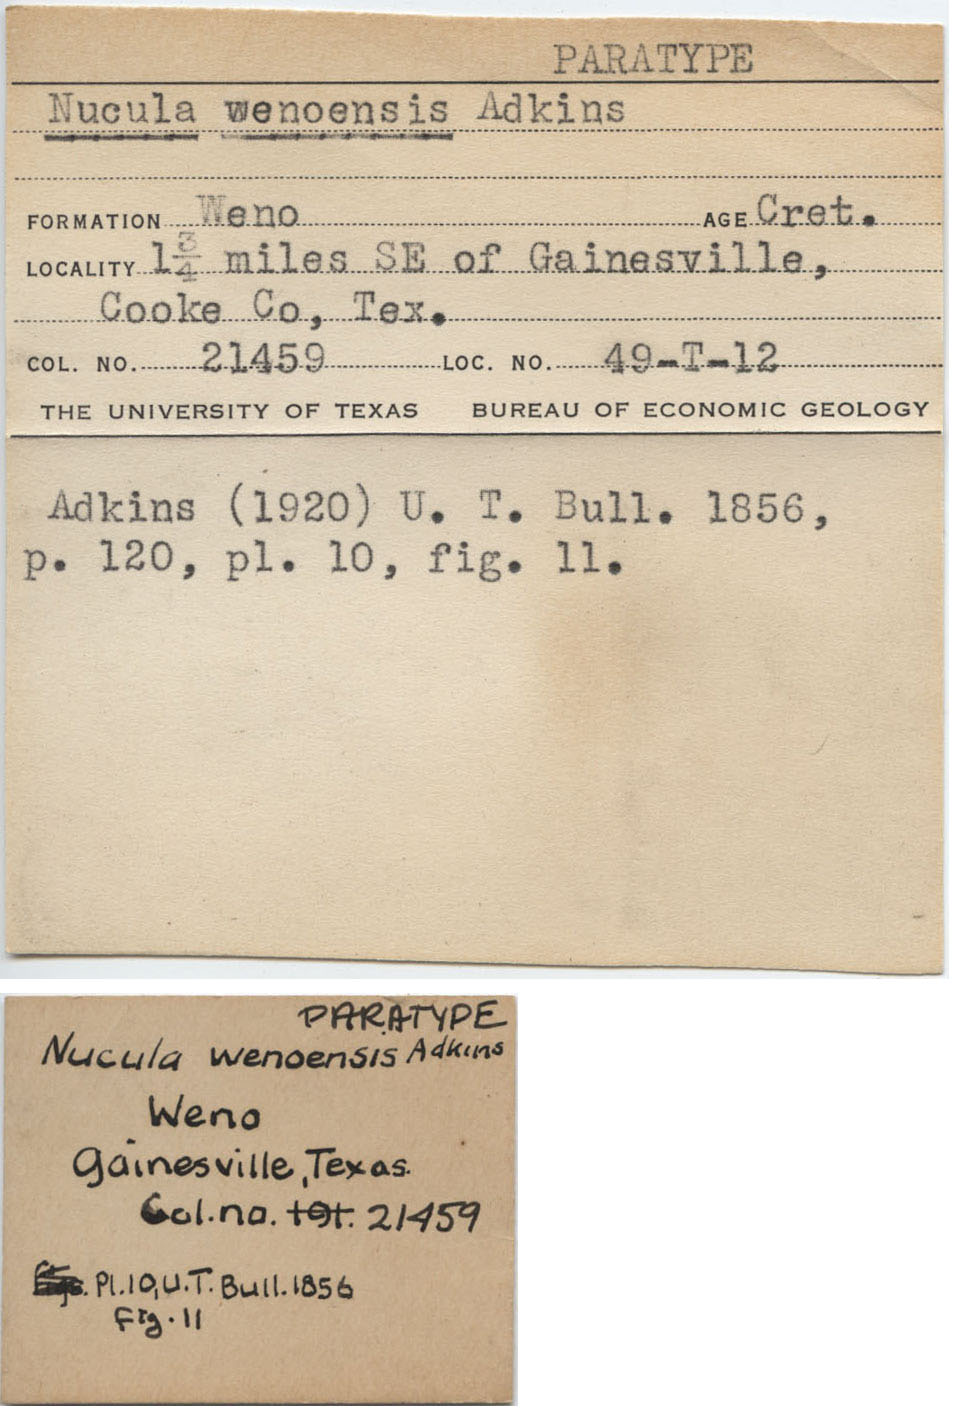 PARATYPE
Nucula wenoensis Adkins
FORMATION Weno AGE Cret.
LOCALITY 1 3/4 miles SE of Gainesville,
Cooke Co, Tex.
COL. NO. 21459 LOC. NO. 49-T-12
THE UNIVERSITY OF TEXAS BUREAU OF ECONOMIC GEOLOGY
Adkins (1920) U. T. Bull. 1856,
p. 120, pl. 10, fig. 11.
PARATYPE
Nucula wenoensis Adkins
Weno
Gainesville, Texas.
Col. no. 21459
Pl. 10, U.T. Bull. 1856
Fig. 11